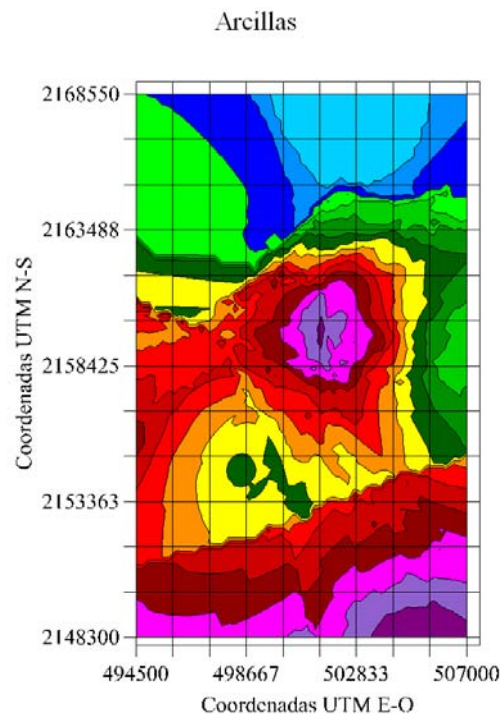 Arcillas
2168550
2163488
2158425
2153363
2148300
Coordenadas UTM N-S
494500 498667 502833 507000
Coordenadas UTM E-O